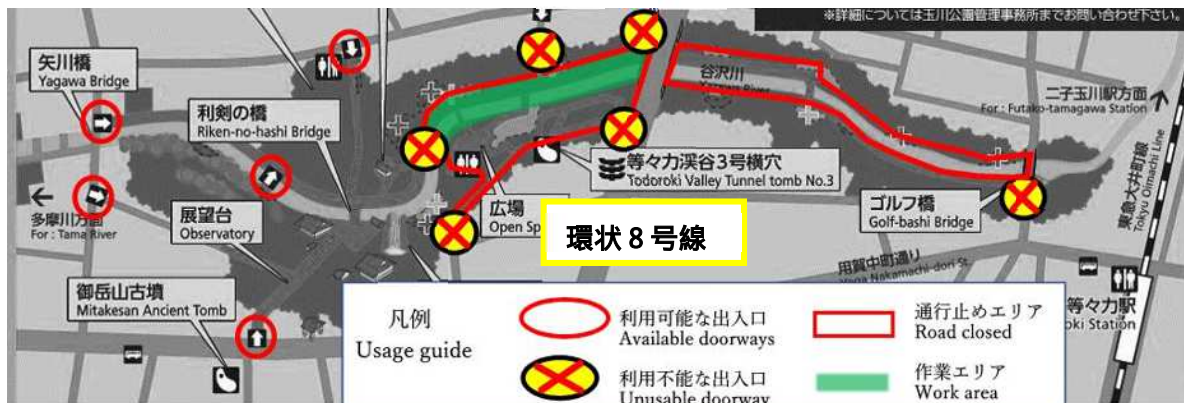 ※詳細については玉川公園管理事務所までお問い合わせ下さい。
矢川橋
Yagawa Bridge
利剣の橋
Riken-no-hashi Bridge
谷沢川
二子玉川駅方面
For : Futako-tamagawa Station
東急大井町線
Tokyu Oimachi Line
等々力渓谷3号横穴
Todoroki Valley Tunnel tomb No.3
多摩川方面
For : Tama River
展望台
Observatory
広場
Open
環状8号線
ゴルフ橋
Golf-bashi Bridge
用賀中町通り
Nakamachi-dori St.
御岳山古墳
Mitakesan Ancient Tomb
等々力駅
Station
凡例
Usage guide
利用可能な出入口
Available doorways
通行止めエリア
Road closed
利用不能な出入口
Unusable doorway
作業エリア
Work area